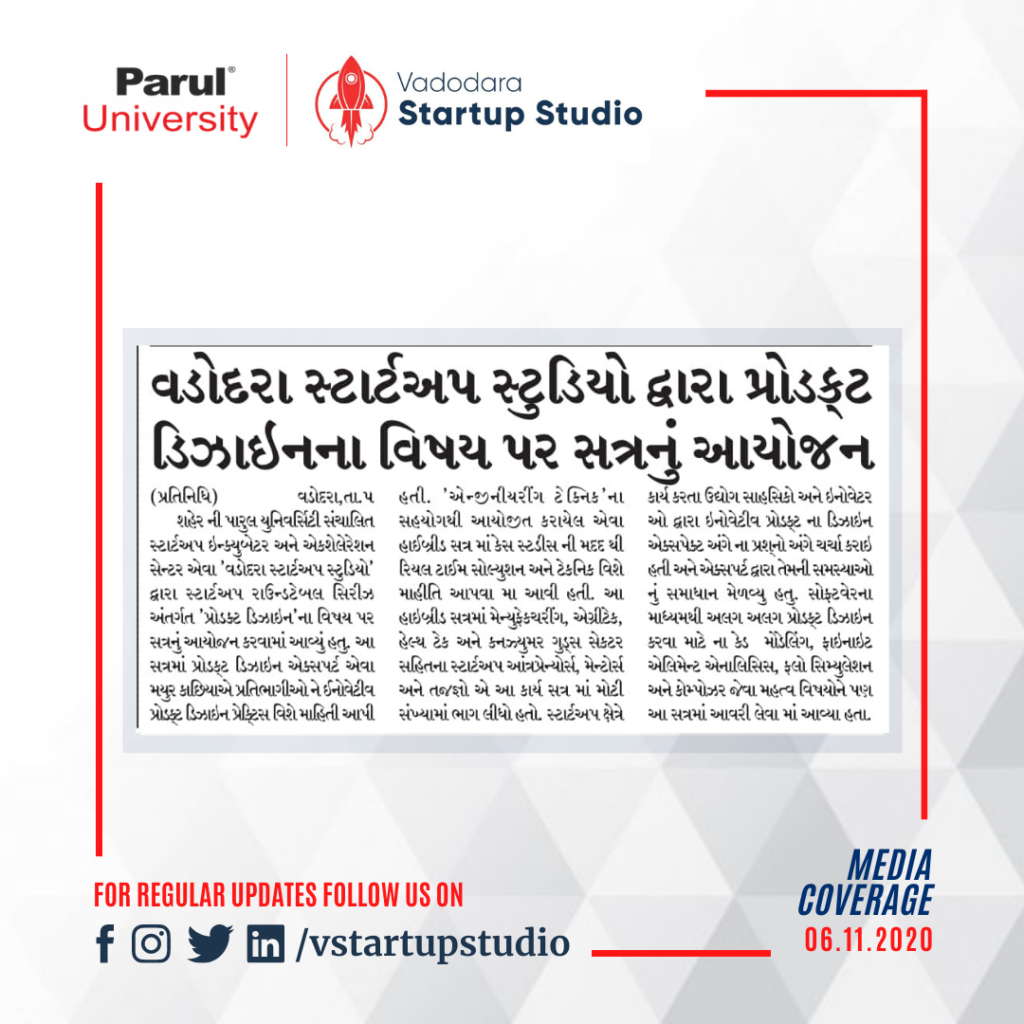 Parul®
University
Vadodara
Startup Studio
વડોદરા સ્ટાર્ટઅપ સ્ટુડિયો દ્વારા પ્રોડક્ટ
ડિઝાઇનના વિષય પર સત્રનું આયોજન
(પ્રતિનિધિ) વડોદરા,તા.૫
શહેર ની પારુલ યુનિવર્સિટી સંચાલિત
સ્ટાર્ટઅપ ઇન્ક્યુબેટર અને એકશેલેરેશન
સેન્ટર એવા 'વડોદરા સ્ટાર્ટઅપ સ્ટુડિયો'
દ્વારા સ્ટાર્ટઅપ રાઉન્ડટેબલ સિરીઝ
અંતર્ગત 'પ્રોડક્ટ ડિઝાઇન'ના વિષય પર
સત્રનું આયોજન કરવામાં આવ્યું હતુ. આ
સત્રમાં પ્રોડક્ટ ડિઝાઇન એક્સપર્ટ એવા
મયુર કાછિયાએ પ્રતિભાગીઓ ને ઈનોવેટીવ
પ્રોડક્ટ ડિઝાઇન પ્રેક્ટિસ વિશે માહિતી આપી
હતી. 'એન્જીનીયરીંગ ટેક્નિક'ના
સહયોગથી આયોજીત કરાયેલ એવા
હાઈબ્રીડ સત્ર માં કેસ સ્ટડીસ ની મદદ થી
રિયલ ટાઈમ સોલ્યુશન અને ટેકનિક વિશે
માહીતિ આપવા મા આવી હતી. આ
હાઇબ્રીડ સત્રમાં મેન્યુફેકચરીંગ, એગ્રીટેક,
હેલ્થ ટેક અને કનઝ્યુમર ગુડ્સ સેકટર
સહિતના સ્ટાર્ટઅપ આંત્રપ્રેન્યોર્સ, મેન્ટોર્સ
અને તજજ્ઞો એ આ કાર્ય સત્ર માં મોટી
સંખ્યામાં ભાગ લીધો હતો. સ્ટાર્ટઅપ ક્ષેત્રે
કાર્ય કરતા ઉદ્યોગ સાહસિકો અને ઇનોવેટર
ઓ દ્વારા ઇનોવેટીવ પ્રોડક્ટ ના ડિઝાઇન
એક્સપેક્ટ અંગે ના પ્રશ્નો અંગે ચર્ચા કરાઇ
હતી અને એક્સપર્ટ દ્વારા તેમની સમસ્યાઓ
નું સમાધાન મેળવ્યુ હતુ. સોફ્ટવેરના
માધ્યમથી અલગ અલગ પ્રોડક્ટ ડિઝાઇન
કરવા માટે ના કેડ મોડેલિંગ, ફાઇનાઇટ
એલિમેન્ટ એનાલિસિસ, ફ્લો સિમ્યુલેશન
અને કોમ્પોઝર જેવા મહત્વ વિષયોને પણ
આ સત્રમાં આવરી લેવા માં આવ્યા હતા.
FOR REGULAR UPDATES FOLLOW US ON
/vstartupstudio
MEDIA
COVERAGE
06.11.2020